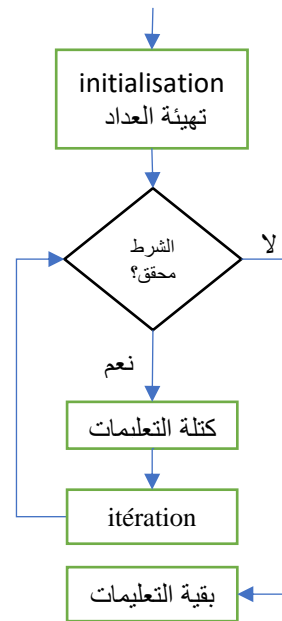 initialisation
تهيئة العداد
الشرط
محقق؟
لا
نعم
كتلة التعليمات
itération
بقية التعليمات